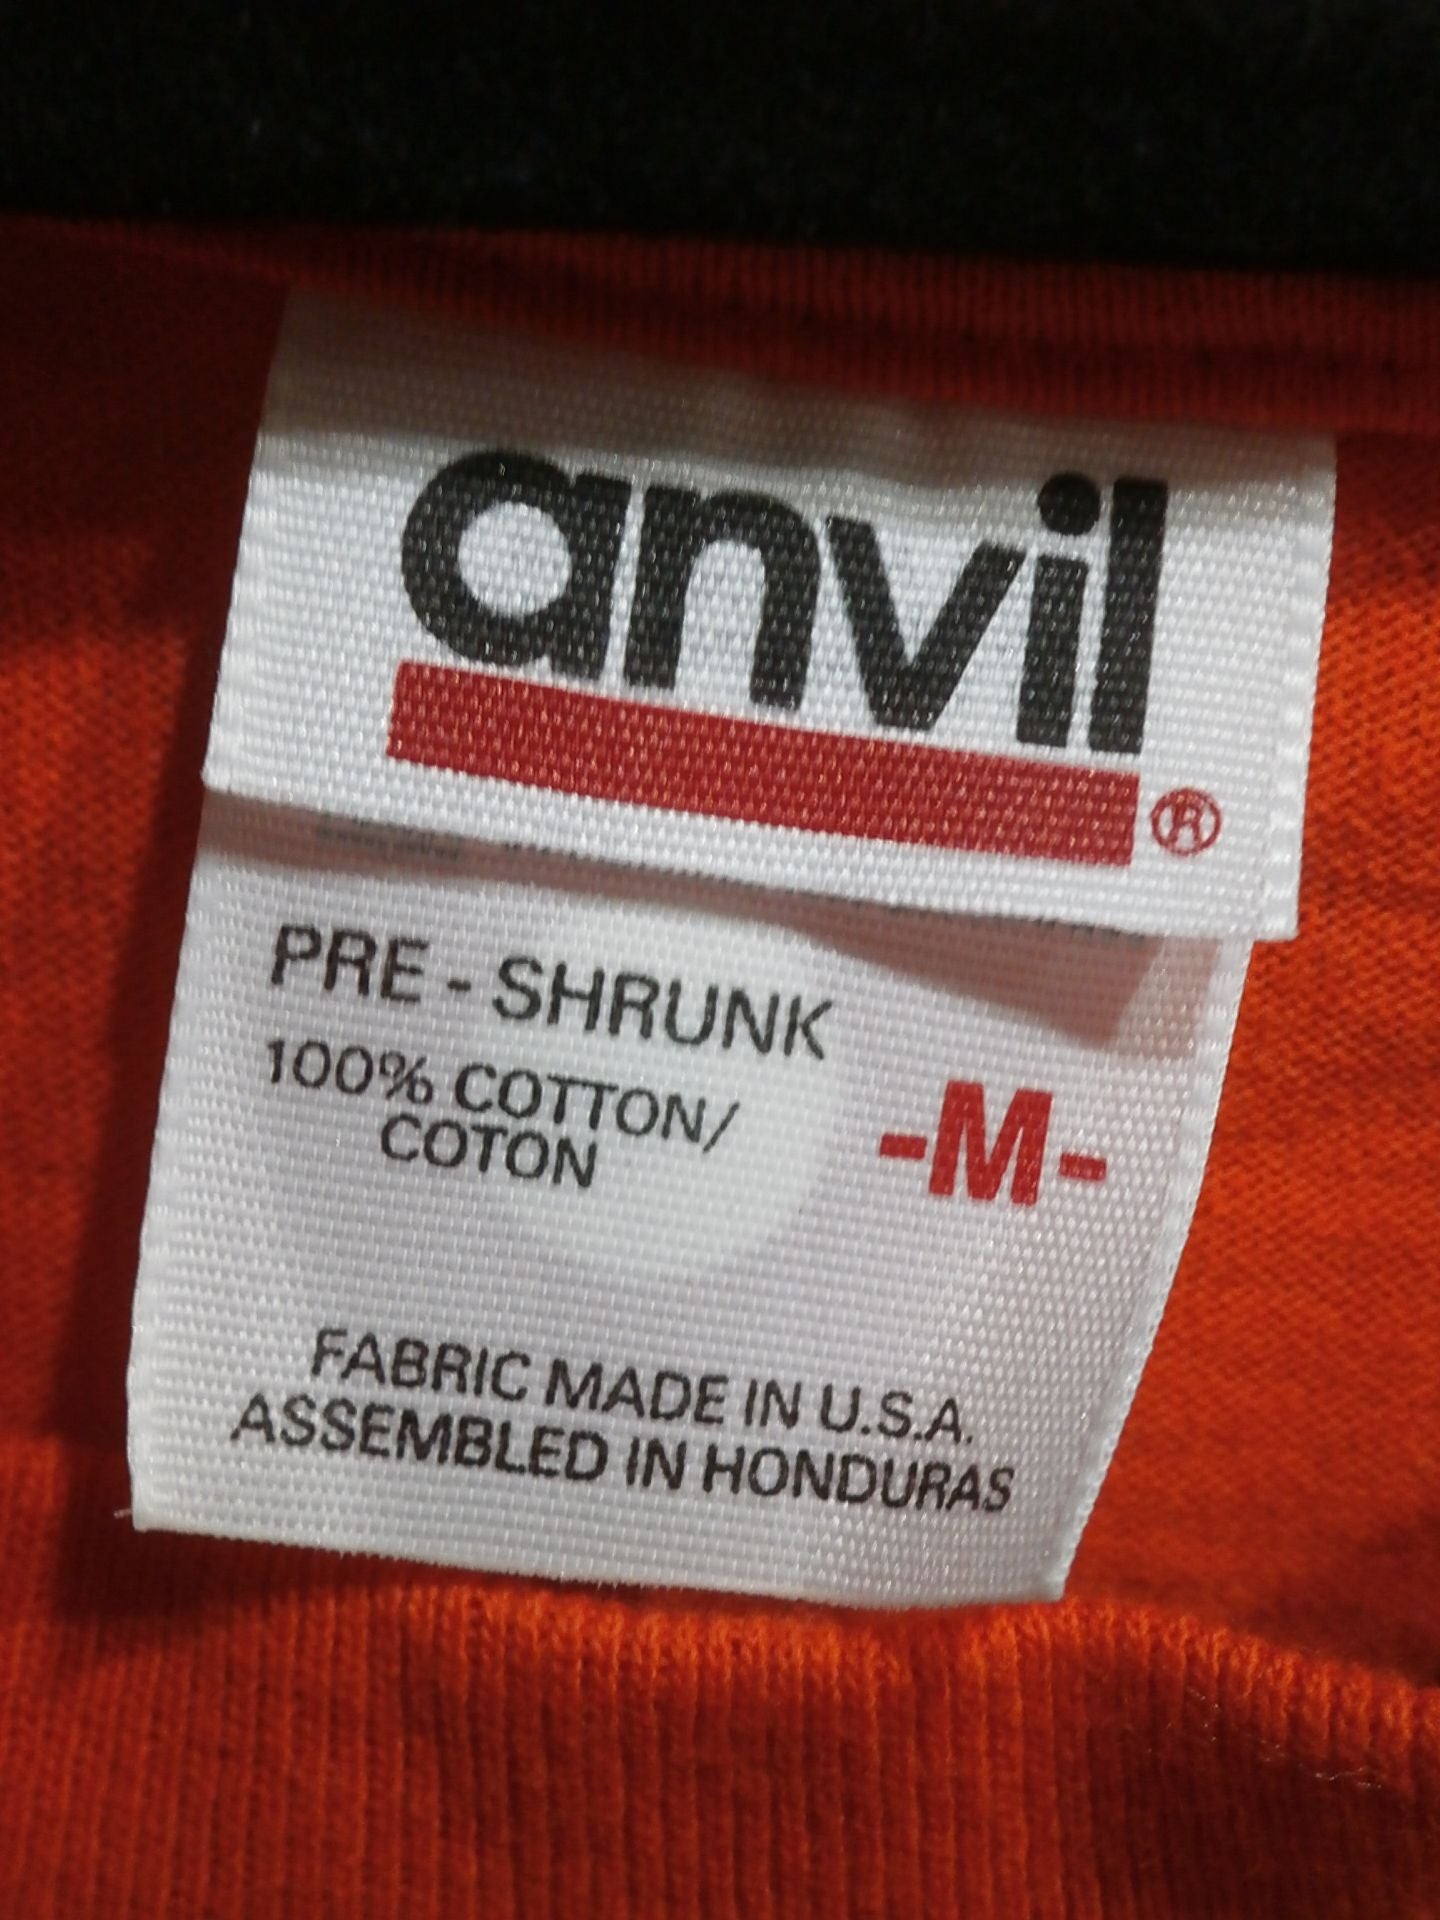 anvil
®
PRE - SHRUNK
100% COTTON/
COTON
-M-
FABRIC MADE IN U.S.A.
ASSEMBLED IN HONDURAS